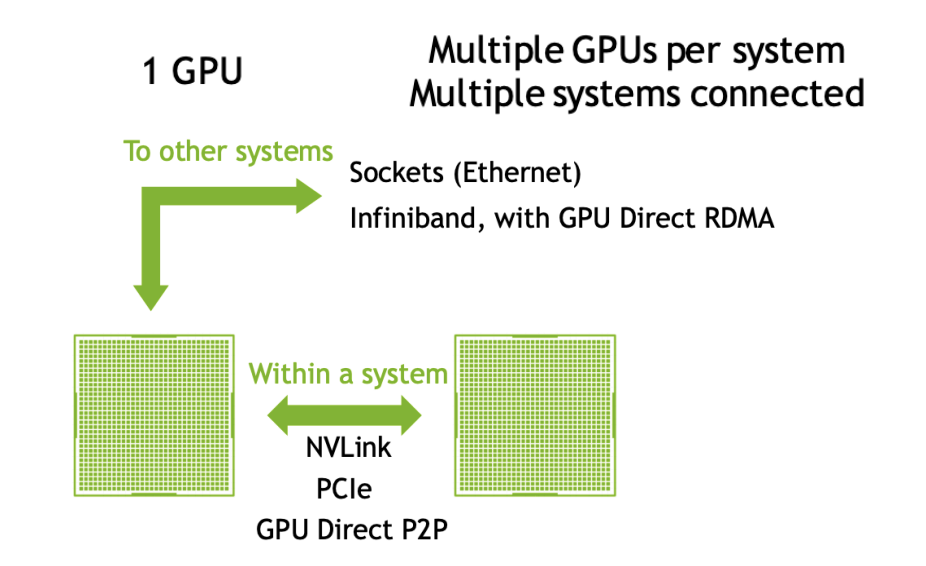 1 GPU
Multiple GPUs per system
Multiple systems connected
To other systems
Sockets (Ethernet)
Infiniband, with GPU Direct RDMA
Within a system
NVLink
PCIe
GPU Direct P2P